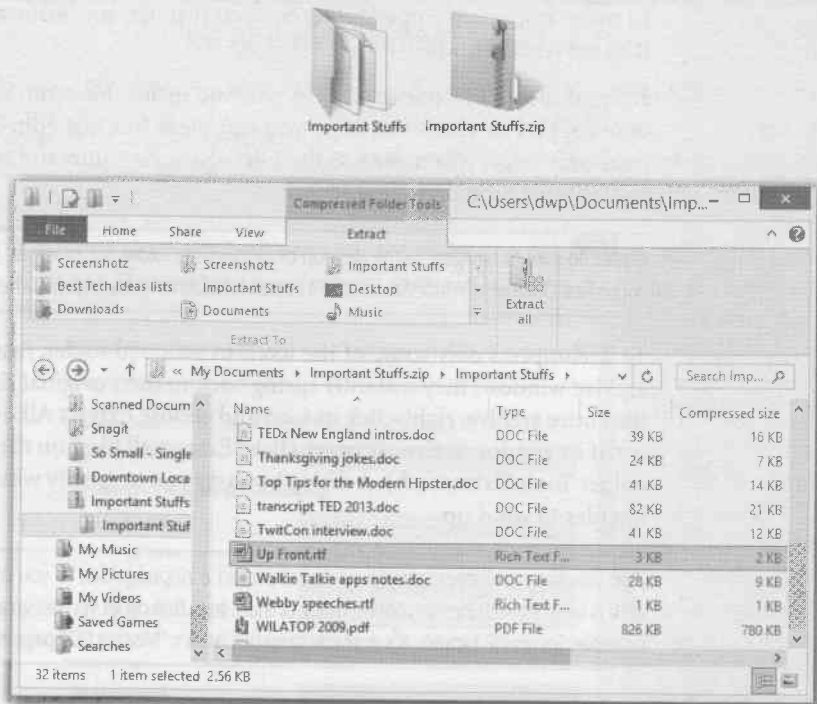 Important Stuffs Important Stuffs.zip
Compressed Folder Tools C:\Users\dwp\Documents\Imp...
File Home Share View Extract
Screenshotz Screenshotz Important Stuffs
Best Tech Ideas lists Important Stuffs Desktop
Downloads Documents Music
Extract all
Extract To
« My Documents Important Stuffs.zip Important Stuffs Search Imp...
Name Type Size Compressed size
Scanned Docum
Snagit
So Small - Single
Downtown Loca
Important Stuffs
Important Stuf
My Music
My Pictures
My Videos
Saved Games
Searches
TEDx New England intros.doc DOC File 39 KB 16 KB
Thanksgiving jokes.doc DOC File 24 KB 7 KB
Top Tips for the Modern Hipster.doc DOC File 41 KB 14 KB
transcript TED 2013.doc DOC File 82 KB 21 KB
TwitCon interview.doc DOC File 41 KB 12 KB
Up Front.rtf Rich Text F... 3 KB 2 KB
Walkie Talkie apps notes.doc DOC File 28 KB 9 KB
Webby speeches.rtf Rich Text F... 1 KB 1 KB
WILATOP 2009.pdf PDF File 826 KB 780 KB
32 items 1 item selected 2.56 KB